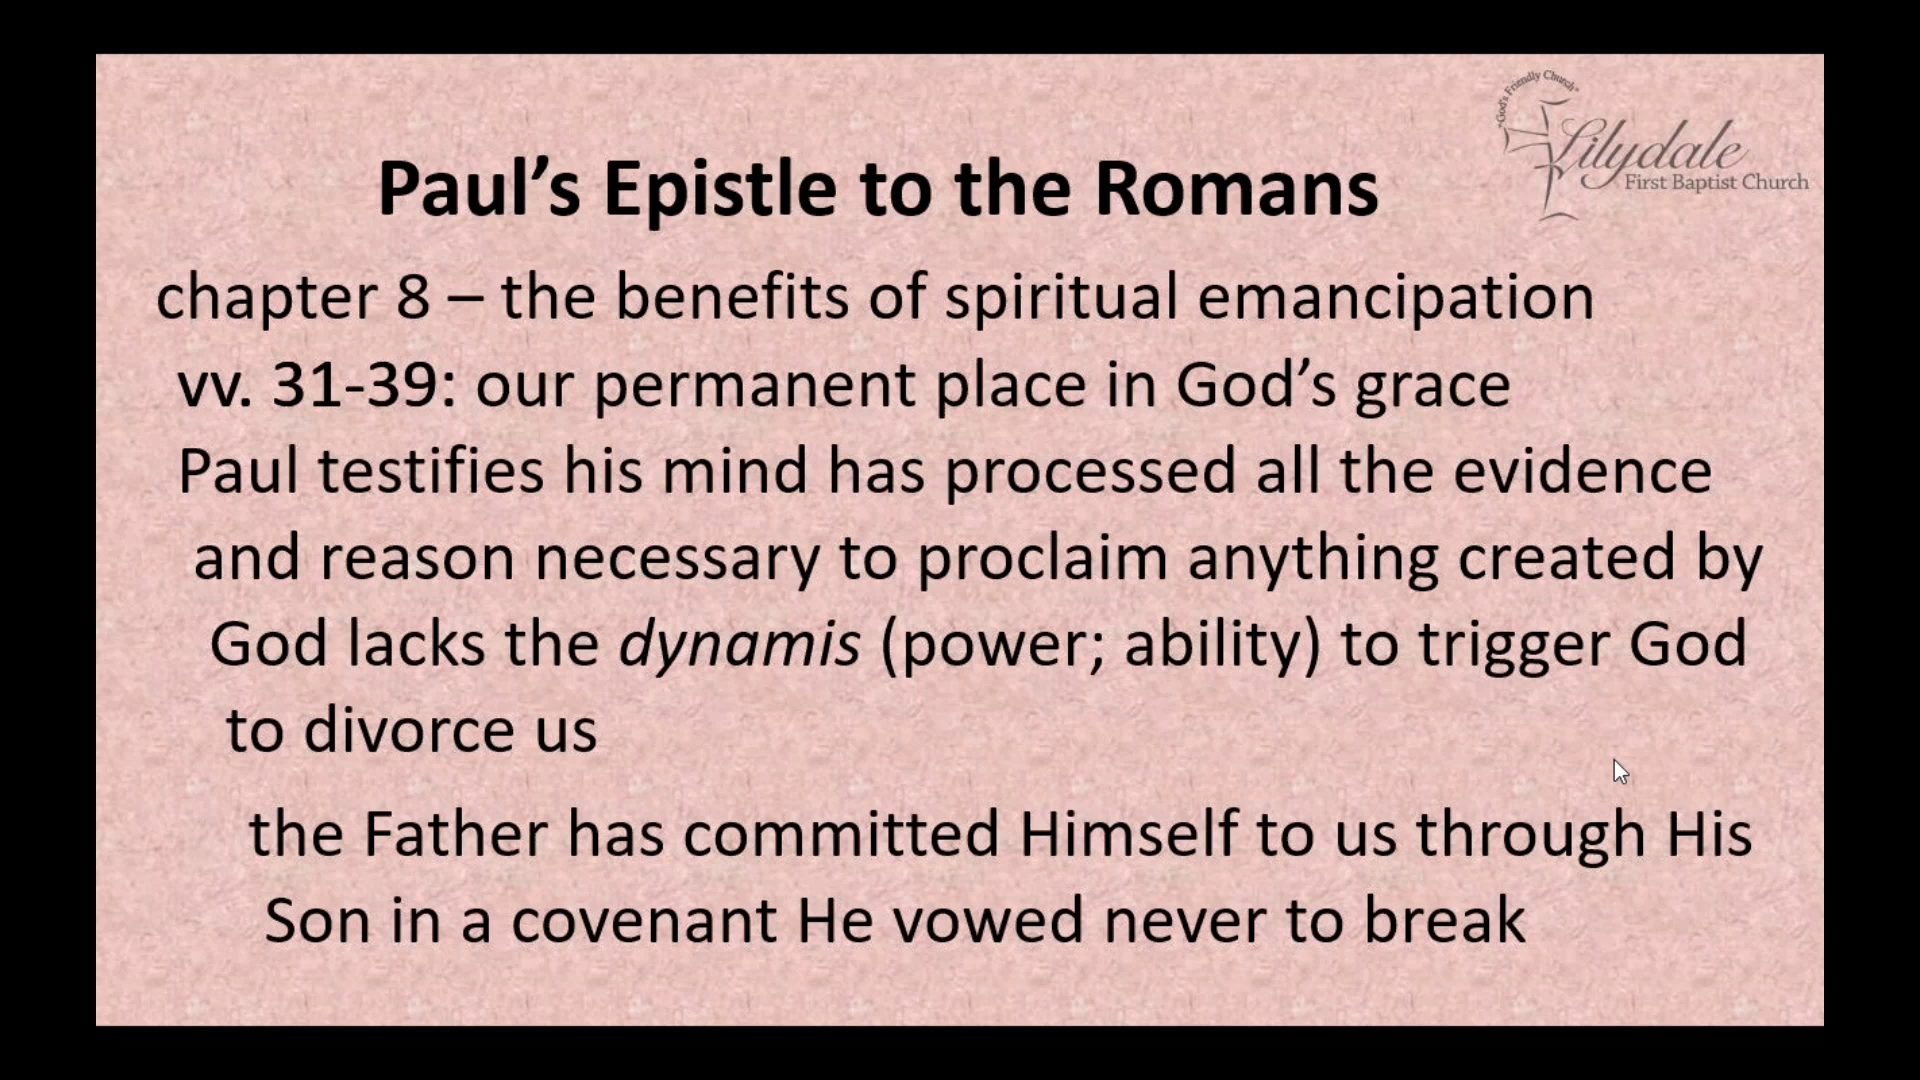 "God's Friendly Church"
Lilydale
First Baptist Church
Paul’s Epistle to the Romans
chapter 8 – the benefits of spiritual emancipation
vv. 31-39: our permanent place in God’s grace
Paul testifies his mind has processed all the evidence
and reason necessary to proclaim anything created by
God lacks the dynamis (power; ability) to trigger God
to divorce us
the Father has committed Himself to us through His
Son in a covenant He vowed never to break